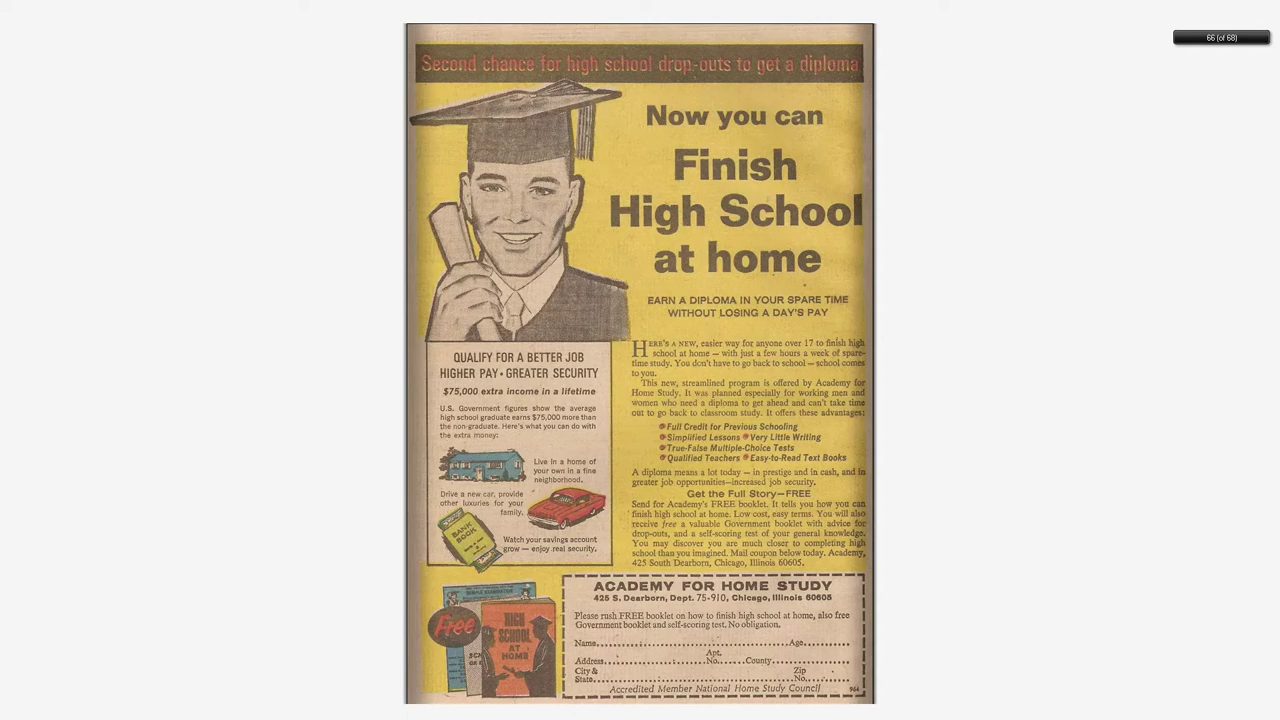 66 (of 68)
Second chance for high school drop-outs to get a diploma
Now you can
Finish
High School
at home
EARN A DIPLOMA IN YOUR SPARE TIME
WITHOUT LOSING A DAY'S PAY
HERE'S A NEW, easier way for anyone over 17 to finish high
school at home — with just a few hours a week of spare-
time study. You don't have to go back to school — school comes
to you.
This new, streamlined program is offered by Academy for
Home Study. It was planned especially for working men and
women who need a diploma to get ahead and can't take time
out to go back to classroom study. It offers these advantages:
Full Credit for Previous Schooling
Simplified Lessons • Very Little Writing
True-False Multiple-Choice Tests
Qualified Teachers • Easy-to-Read Text Books
A diploma means a lot today — in prestige and in cash, and in
greater job opportunities—increased job security.
Get the Full Story—FREE
Send for Academy's FREE booklet. It tells you how you can
finish high school at home. Low cost, easy terms. You will also
receive free a valuable Government booklet with advice for
drop-outs, and a self-scoring test of your general knowledge.
You may discover you are much closer to completing high
school than you imagined. Mail coupon below today. Academy,
425 South Dearborn, Chicago, Illinois 60605.
QUALIFY FOR A BETTER JOB
HIGHER PAY • GREATER SECURITY
$75,000 extra income in a lifetime
U.S. Government figures show the average
high school graduate earns $75,000 more than
the non-graduate. Here's what you can do with
the extra money:
Live in a home of
your own in a fine
neighborhood.
Drive a new car, provide
other luxuries for your
family.
BANK
BOOK
Watch your savings account
grow — enjoy real security.
Free
HIGH
SCHOOL
AT
HOME
ACADEMY FOR HOME STUDY
425 S. Dearborn, Dept. 75-910, Chicago, Illinois 60605
Please rush FREE booklet on how to finish high school at home, also free
Government booklet and self-scoring test. No obligation.
Name Age
Apt.
Address No. County
City & Zip
State No.
Accredited Member National Home Study Council 964